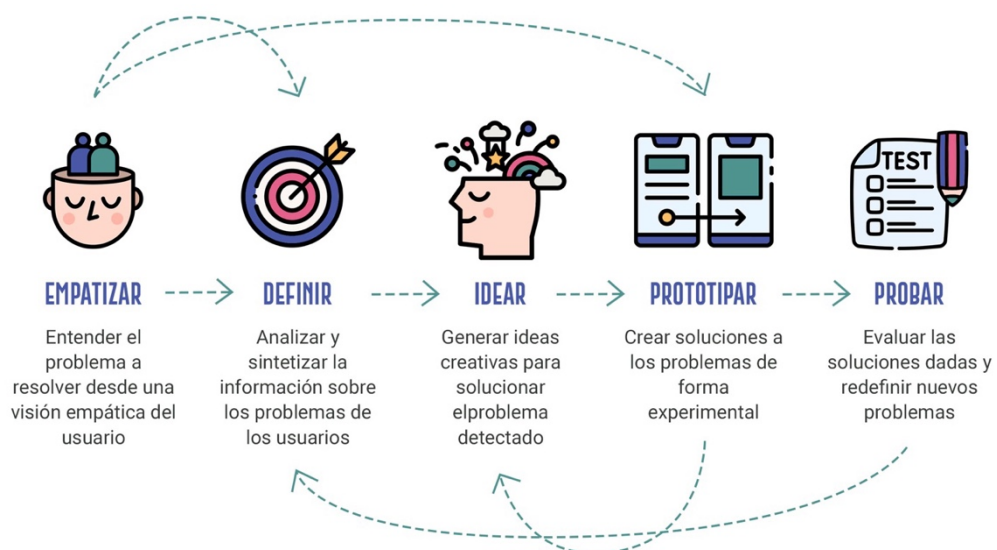 TEST
EMPATIZAR
Entender el
problema a
resolver desde una
visión empática del
usuario
DEFINIR
Analizar y
sintetizar la
información sobre
los problemas de
los usuarios
IDEAR
Generar ideas
creativas para
solucionar
elproblema
detectado
PROTOTIPAR
Crear soluciones a
los problemas de
forma
experimental
PROBAR
Evaluar las
soluciones dadas y
redefinir nuevos
problemas